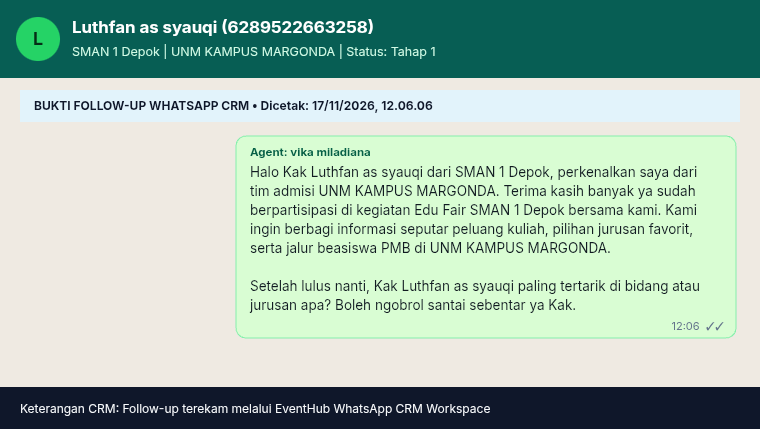 L
Luthfan as syauqi (6289522663258)
SMAN 1 Depok | UNM KAMPUS MARGONDA | Status: Tahap 1
BUKTI FOLLOW-UP WHATSAPP CRM • Dicetak: 17/11/2026, 12.06.06
Agent: vika miladiana
Halo Kak Luthfan as syauqi dari SMAN 1 Depok, perkenalkan saya dari
tim admisi UNM KAMPUS MARGONDA. Terima kasih banyak ya sudah
berpartisipasi di kegiatan Edu Fair SMAN 1 Depok bersama kami. Kami
ingin berbagi informasi seputar peluang kuliah, pilihan jurusan favorit,
serta jalur beasiswa PMB di UNM KAMPUS MARGONDA.
Setelah lulus nanti, Kak Luthfan as syauqi paling tertarik di bidang atau
jurusan apa? Boleh ngobrol santai sebentar ya Kak.
12:06 ✓✓
Keterangan CRM: Follow-up terekam melalui EventHub WhatsApp CRM Workspace